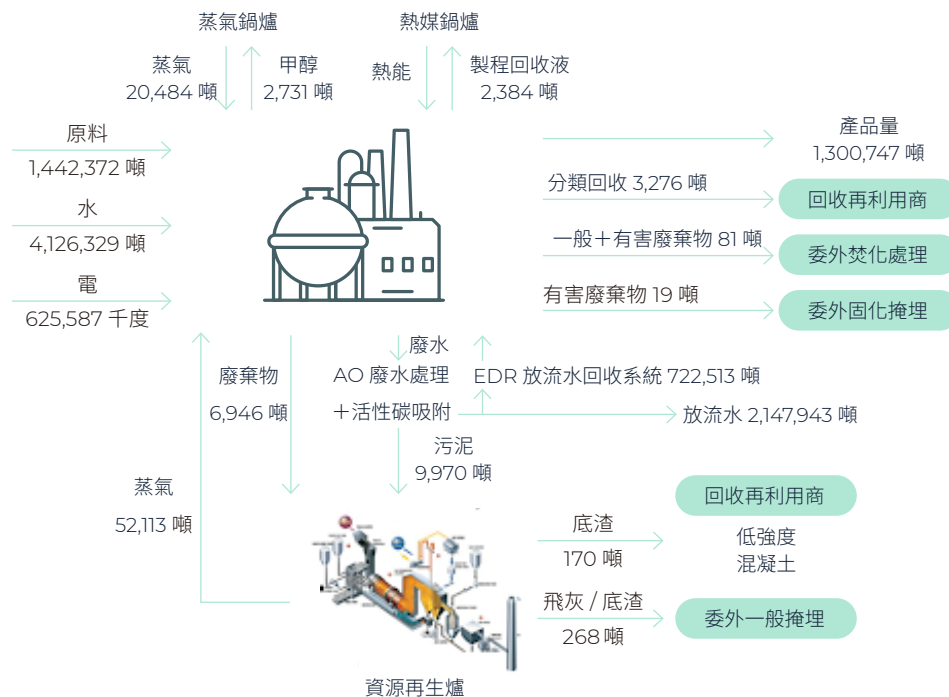 蒸氣鍋爐
熱媒鍋爐
蒸氣
20,484 噸
甲醇
2,731 噸
熱能
製程回收液
2,384 噸
原料
1,442,372 噸
水
4,126,329 噸
電
625,587 千度
產品量
1,300,747 噸
分類回收 3,276 噸
回收再利用商
一般＋有害廢棄物 81 噸
委外焚化處理
有害廢棄物 19 噸
委外固化掩埋
廢水
廢棄物
6,946 噸
AO 廢水處理
＋活性碳吸附
EDR 放流水回收系統 722,513 噸
放流水 2,147,943 噸
污泥
9,970 噸
蒸氣
52,113 噸
回收再利用商
底渣
170 噸
低強度
混凝土
飛灰 / 底渣
268 噸
委外一般掩埋
資源再生爐